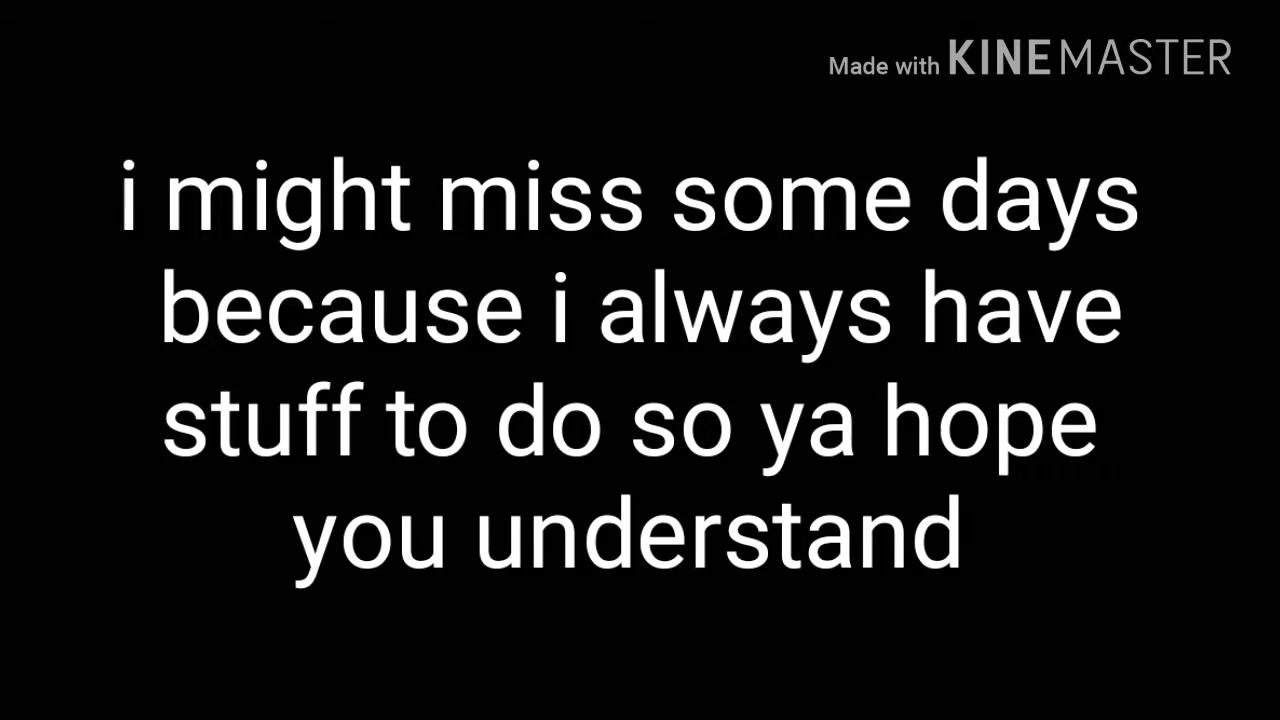 Made with KINEMASTER
i might miss some days
because i always have
stuff to do so ya hope
you understand